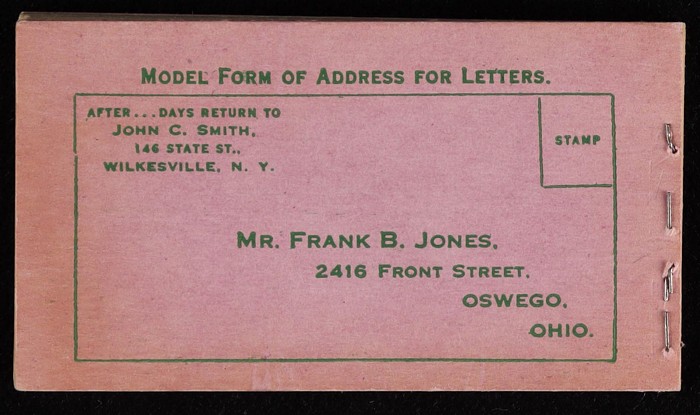 MODEL FORM OF ADDRESS FOR LETTERS.
AFTER...DAYS RETURN TO
JOHN C. SMITH,
146 STATE ST.,
WILKESVILLE, N. Y.
STAMP
MR. FRANK B. JONES,
2416 FRONT STREET,
OSWEGO,
OHIO.